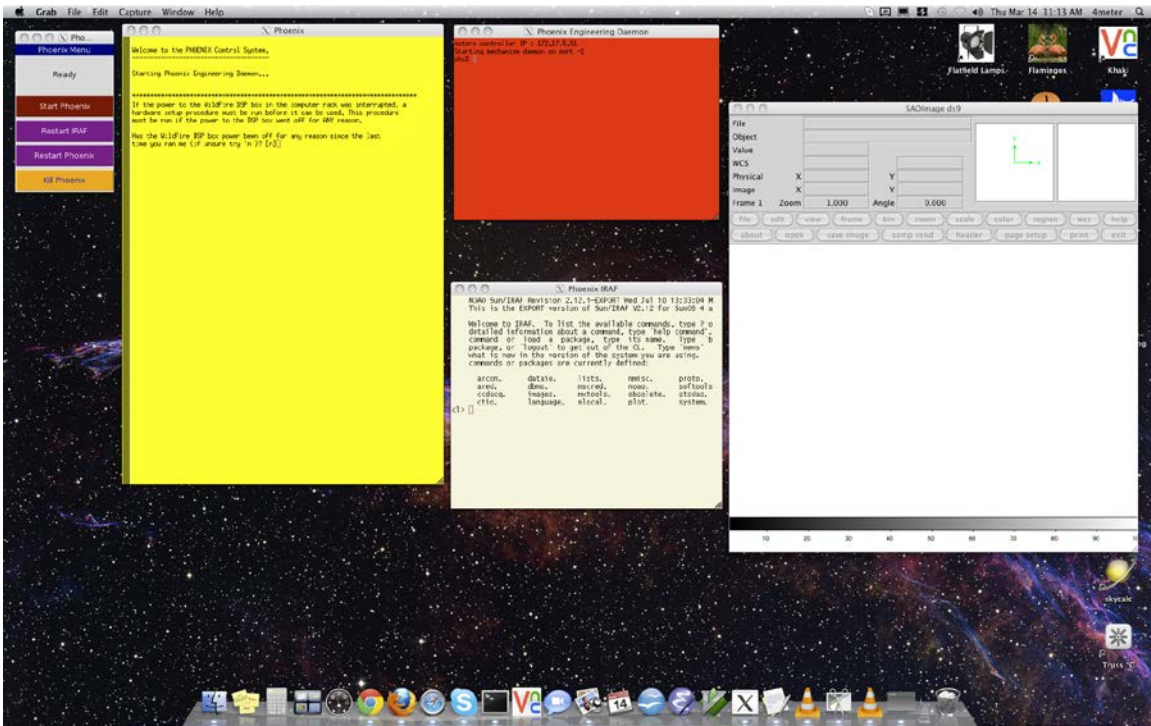 Grab File Edit Capture Window Help
Thu Mar 14 11:13 AM 4meter
Pho...
Phoenix Menu
Ready
Start Phoenix
Restart IRAF
Restart Phoenix
Kill Phoenix
Phoenix
Welcome to the PHOENIX Control System.
Starting Phoenix Engineering Daemon...
If the power to the WildFire DSP box in the computer rack was interrupted, a
hardware setup procedure must be run before it can be used. This procedure
must be run if the power to the DSP box went off for ANY reason.
Has the WildFire DSP box power been off for any reason since the last
time you ran me (if unsure try 'n')? [n]
Phoenix Engineering Daemon
motors controller IP : 172.17.5.31
Starting mechanism daemon on port -1
Phoenix IRAF
NOAO Sun/IRAF Revision 2.12.1-EXPORT Wed Jul 10 13:33:04 M
This is the EXPORT version of Sun/IRAF V2.12 for SunOS 4 a
Welcome to IRAF. To list the available commands, type ? o
detailed information about a command, type 'help command'.
command or load a package, type its name. Type 'b
package, or 'logout' to get out of the CL. Type 'news'
what is new in the version of the system you are using.
commands or packages are currently defined:
arcon. dataio. lists. nmisc. proto.
ared. dbms. mscred. noao. softools
ccdacq. images. mxtools. obsolete. stsdas.
ctio. language. nlocal. plot. system.
cl>
Flatfield Lamps
Flamingos
Khaki
SAOImage ds9
File
Object
Value
WCS
Physical X Y
Image X Y
Frame 1 Zoom 1.000 Angle 0.000
file edit view frame bin zoom scale color region wcs help
about open save image samp send header page setup print exit
10 20 30 40 50 60 70 80 90
skycalc
Truss °C
14